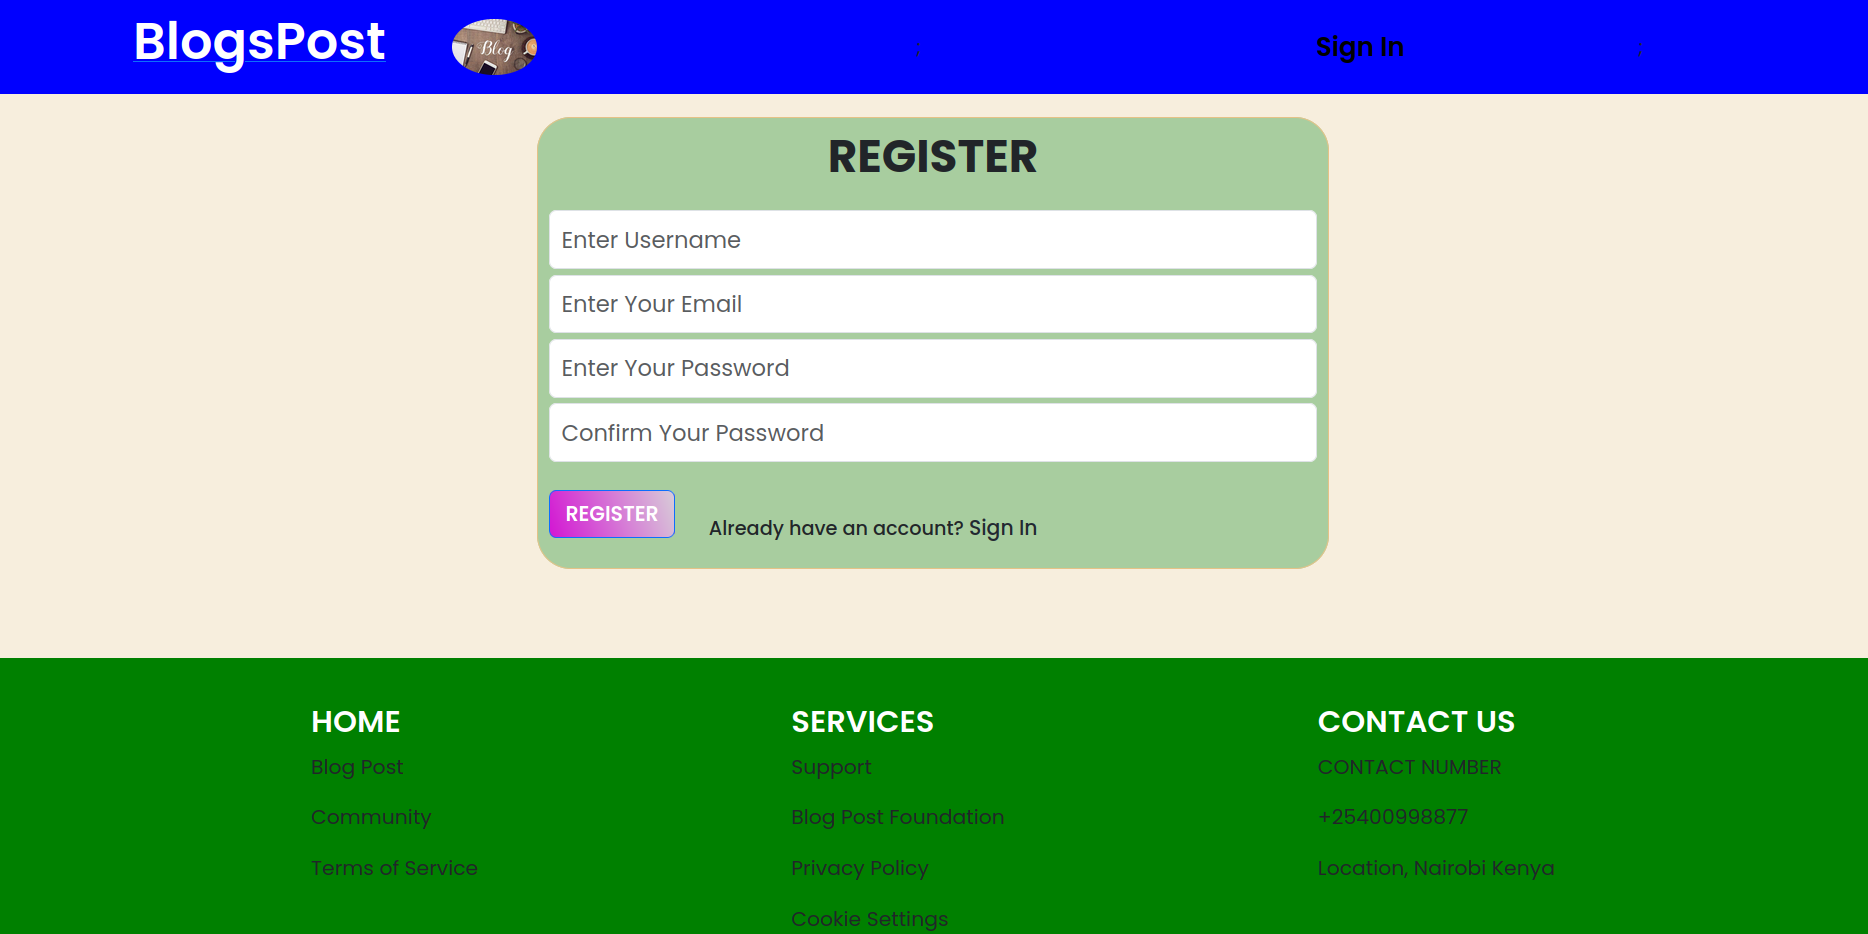 BlogsPost
Blog
;
Sign In
;
REGISTER
Enter Username
Enter Your Email
Enter Your Password
Confirm Your Password
REGISTER
Already have an account? Sign In
HOME
Blog Post
Community
Terms of Service
SERVICES
Support
Blog Post Foundation
Privacy Policy
Cookie Settings
CONTACT US
CONTACT NUMBER
+25400998877
Location, Nairobi Kenya